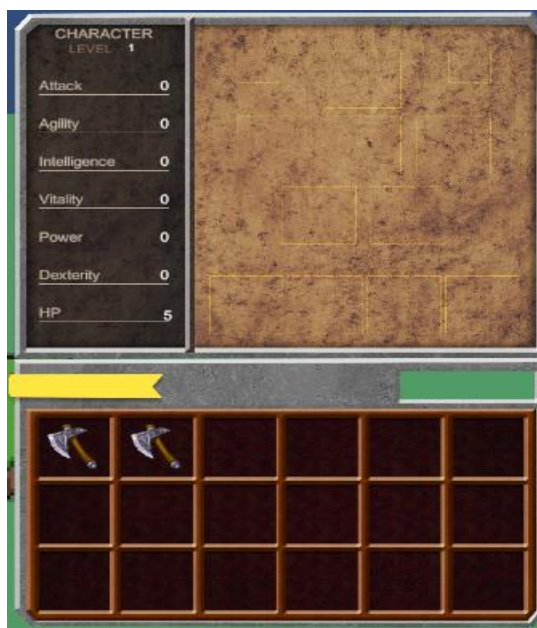 CHARACTER
LEVEL 1
Attack 0
Agility 0
Intelligence 0
Vitality 0
Power 0
Dexterity 0
HP 5